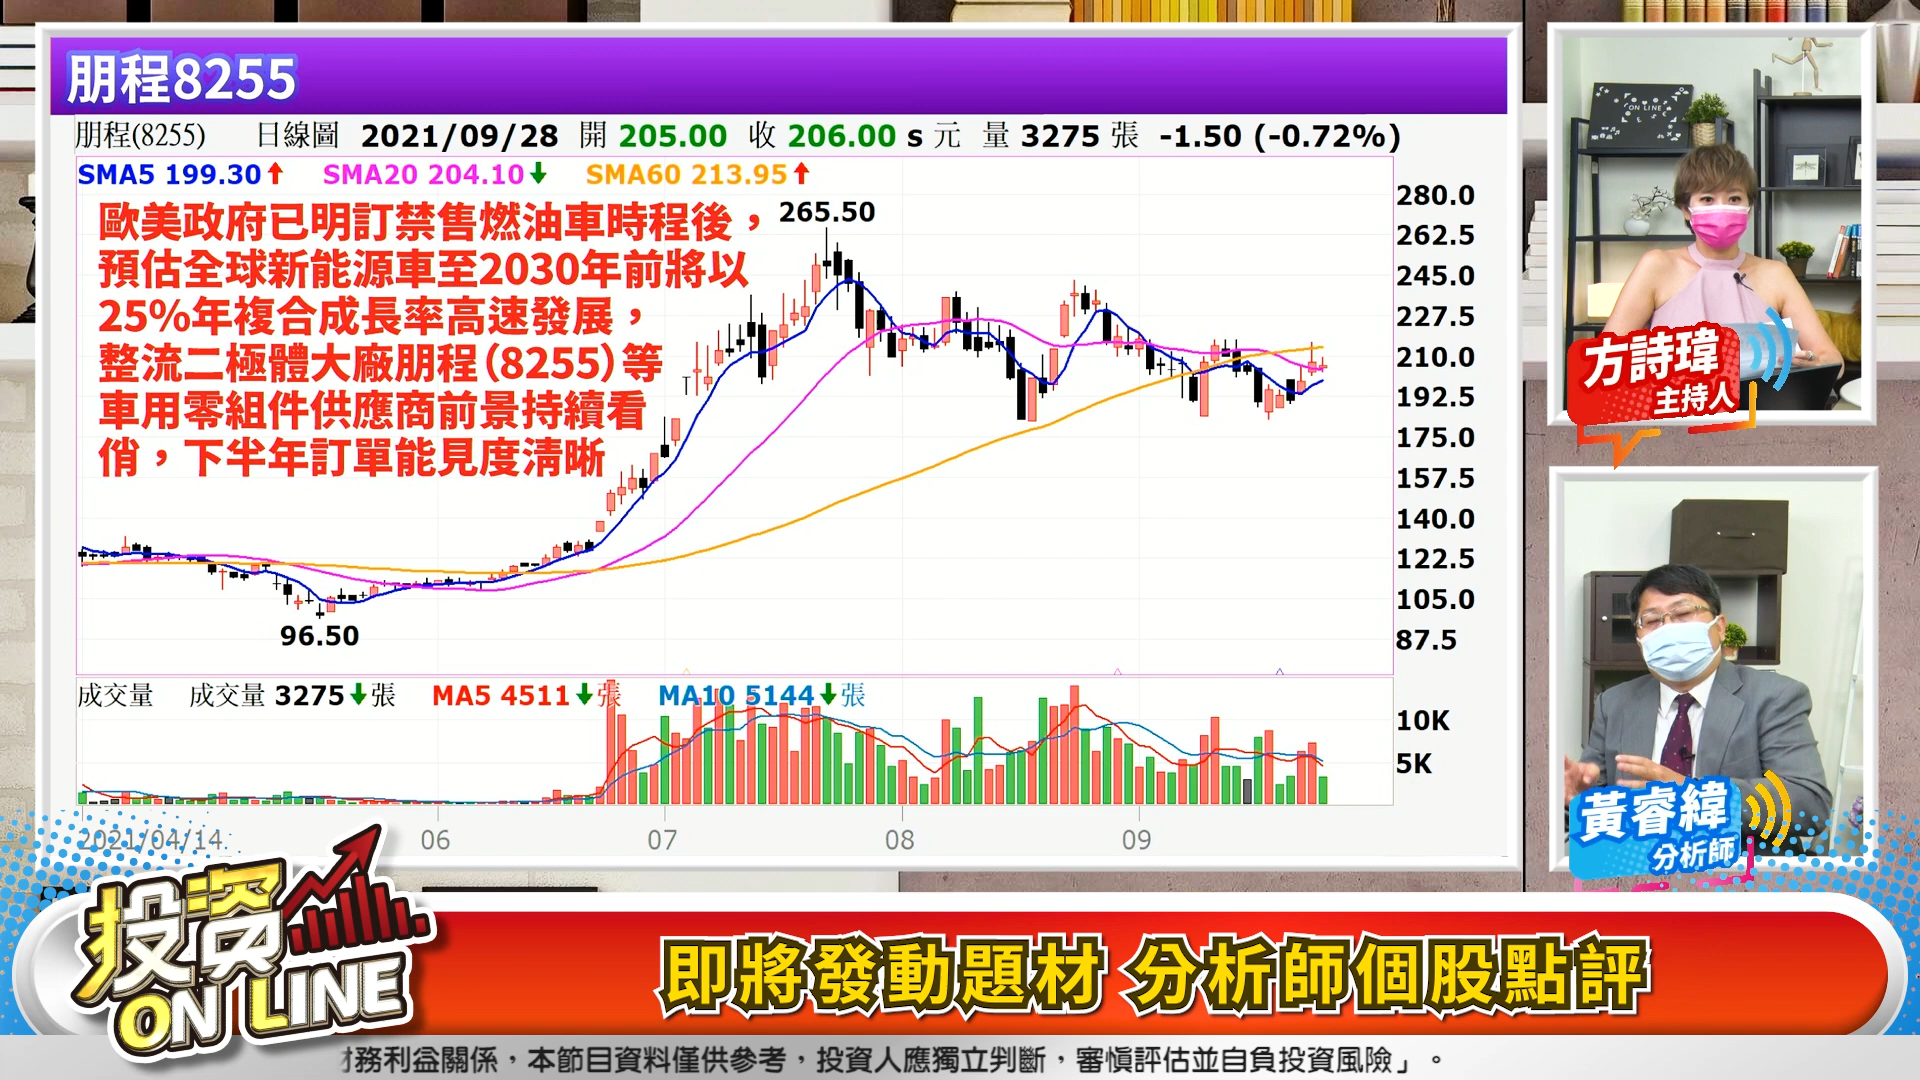 朋程8255
朋程(8255) 日線圖 2021/09/28 開 205.00 收 206.00 s 元 量 3275 張 -1.50 (-0.72%)
SMA5 199.30 SMA20 204.10 SMA60 213.95
歐美政府已明訂禁售燃油車時程後，
預估全球新能源車至2030年前將以
25%年複合成長率高速發展，
整流二極體大廠朋程(8255)等
車用零組件供應商前景持續看
俏，下半年訂單能見度清晰
265.50
96.50
280.0
262.5
245.0
227.5
210.0
192.5
175.0
157.5
140.0
122.5
105.0
87.5
成交量 成交量 3275 張 MA5 4511 張 MA10 5144 張
10K
5K
2021/04/14 06 07 08 09
ON LINE
方詩瑋
主持人
黃睿緯
分析師
投資
ON LINE
即將發動題材 分析師個股點評
財務利益關係，本節目資料僅供參考，投資人應獨立判斷，審慎評估並自負投資風險」。